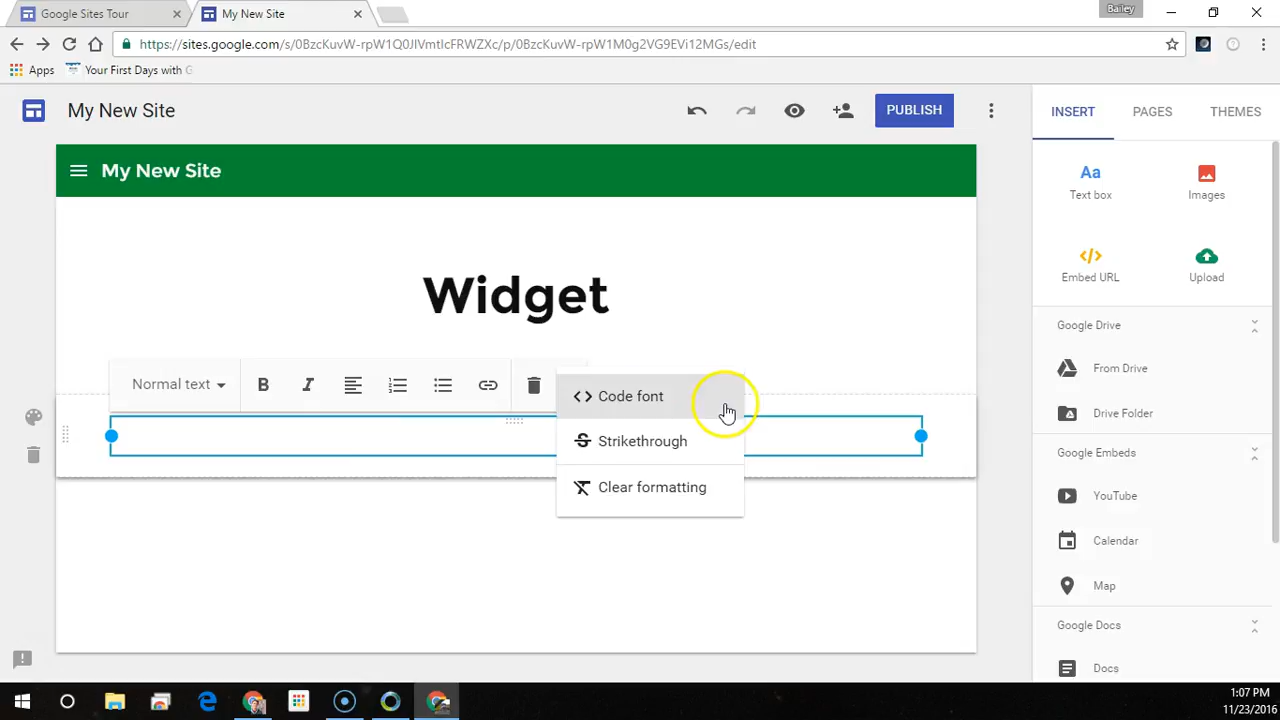 Google Sites Tour
My New Site
Bailey
https://sites.google.com/s/0BzcKuvW-rpW1Q0JIVmtIcFRWZXc/p/0BzcKuvW-rpW1M0g2VG9EVi12MGs/edit
Apps
Your First Days with G
My New Site
PUBLISH
INSERT
PAGES
THEMES
My New Site
Aa
Text box
Images
Widget
Embed URL
Upload
Google Drive
Normal text
B
I
From Drive
Code font
Drive Folder
Strikethrough
Google Embeds
Clear formatting
YouTube
Calendar
Map
Google Docs
Docs
1:07 PM
11/23/2016